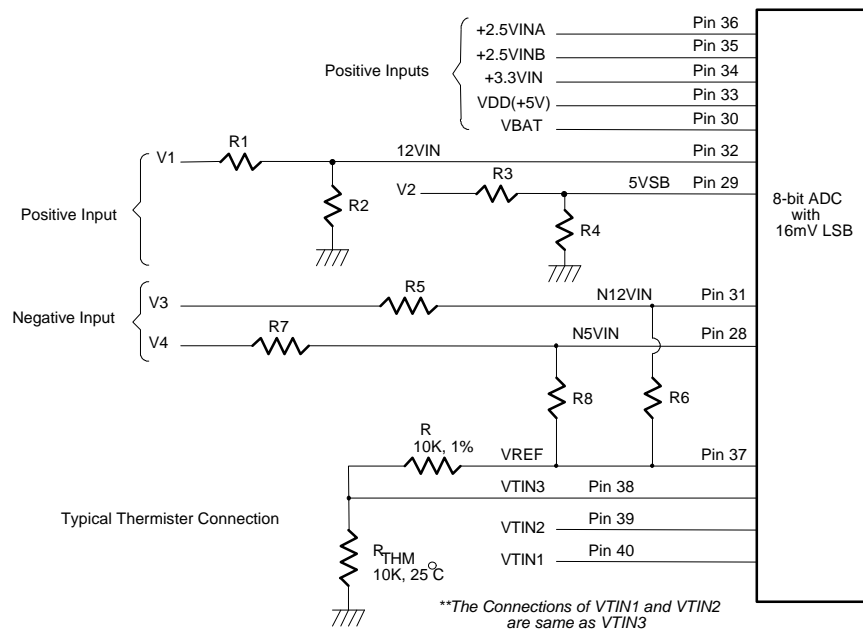 +2.5VINA Pin 36
+2.5VINB Pin 35
Positive Inputs +3.3VIN Pin 34
VDD(+5V) Pin 33
VBAT Pin 30
R1
V1 12VIN Pin 32
R3
V2 5VSB Pin 29
R2
Positive Input
R4
8-bit ADC
with
16mV LSB
R5
V3 N12VIN Pin 31
Negative Input
R7
V4 N5VIN Pin 28
R8 R6
R
10K, 1%
VREF Pin 37
VTIN3 Pin 38
Typical Thermister Connection
VTIN2 Pin 39
VTIN1 Pin 40
R THM
10K, 25°C
**The Connections of VTIN1 and VTIN2
are same as VTIN3